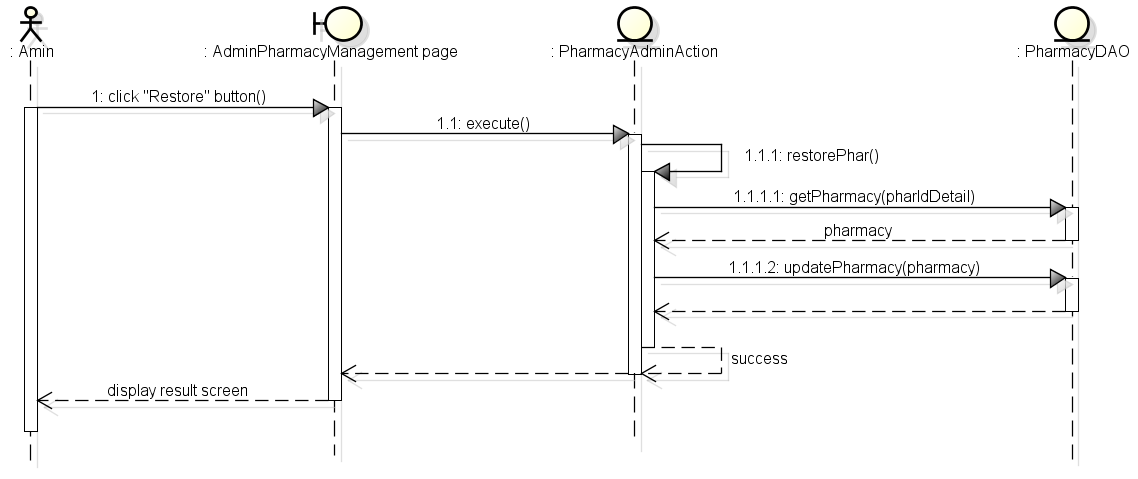 : Amin
: AdminPharmacyManagement page
: PharmacyAdminAction
: PharmacyDAO
1: click "Restore" button()
1.1: execute()
1.1.1: restorePhar()
1.1.1.1: getPharmacy(pharIdDetail)
pharmacy
1.1.1.2: updatePharmacy(pharmacy)
success
display result screen